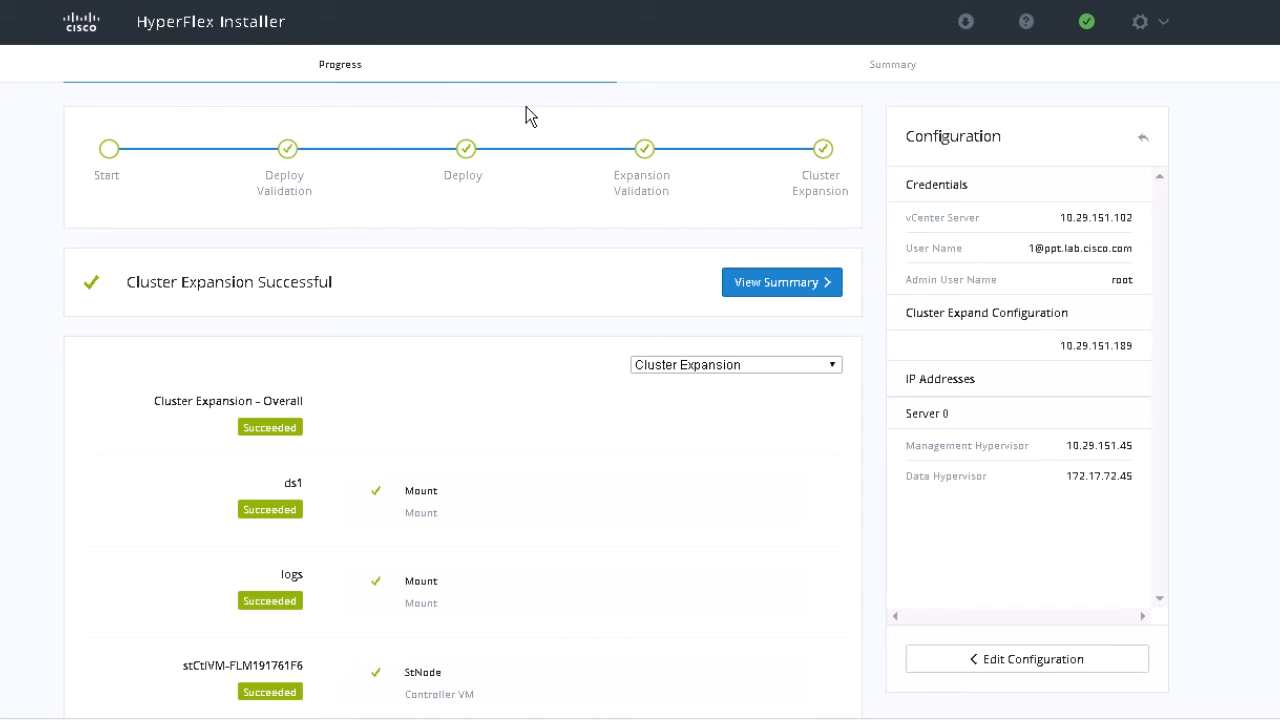 cisco HyperFlex Installer
Progress
Summary
Start
Deploy
Validation
Deploy
Expansion
Validation
Cluster
Expansion
Cluster Expansion Successful
View Summary
Cluster Expansion
Cluster Expansion - Overall
Succeeded
ds1
Succeeded
Mount
Mount
logs
Succeeded
Mount
Mount
stCtlVM-FLM191761F6
Succeeded
StNode
Controller VM
Configuration
Credentials
vCenter Server 10.29.151.102
User Name 1@ppt.lab.cisco.com
Admin User Name root
Cluster Expand Configuration
10.29.151.189
IP Addresses
Server 0
Management Hypervisor 10.29.151.45
Data Hypervisor 172.17.72.45
Edit Configuration